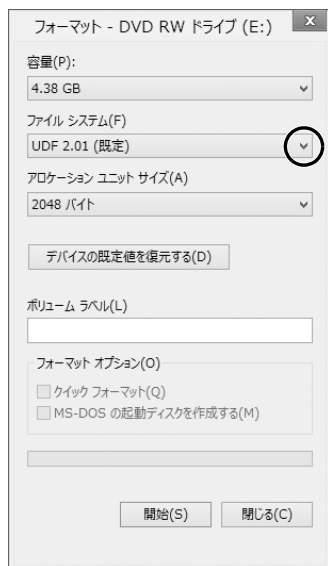 フォーマット - DVD RW ドライブ (E:)
容量(P):
4.38 GB
ファイル システム(F)
UDF 2.01 (既定)
アロケーション ユニット サイズ(A)
2048 バイト
デバイスの既定値を復元する(D)
ボリューム ラベル(L)
フォーマット オプション(O)
クイック フォーマット(Q)
MS-DOS の起動ディスクを作成する(M)
開始(S)
閉じる(C)